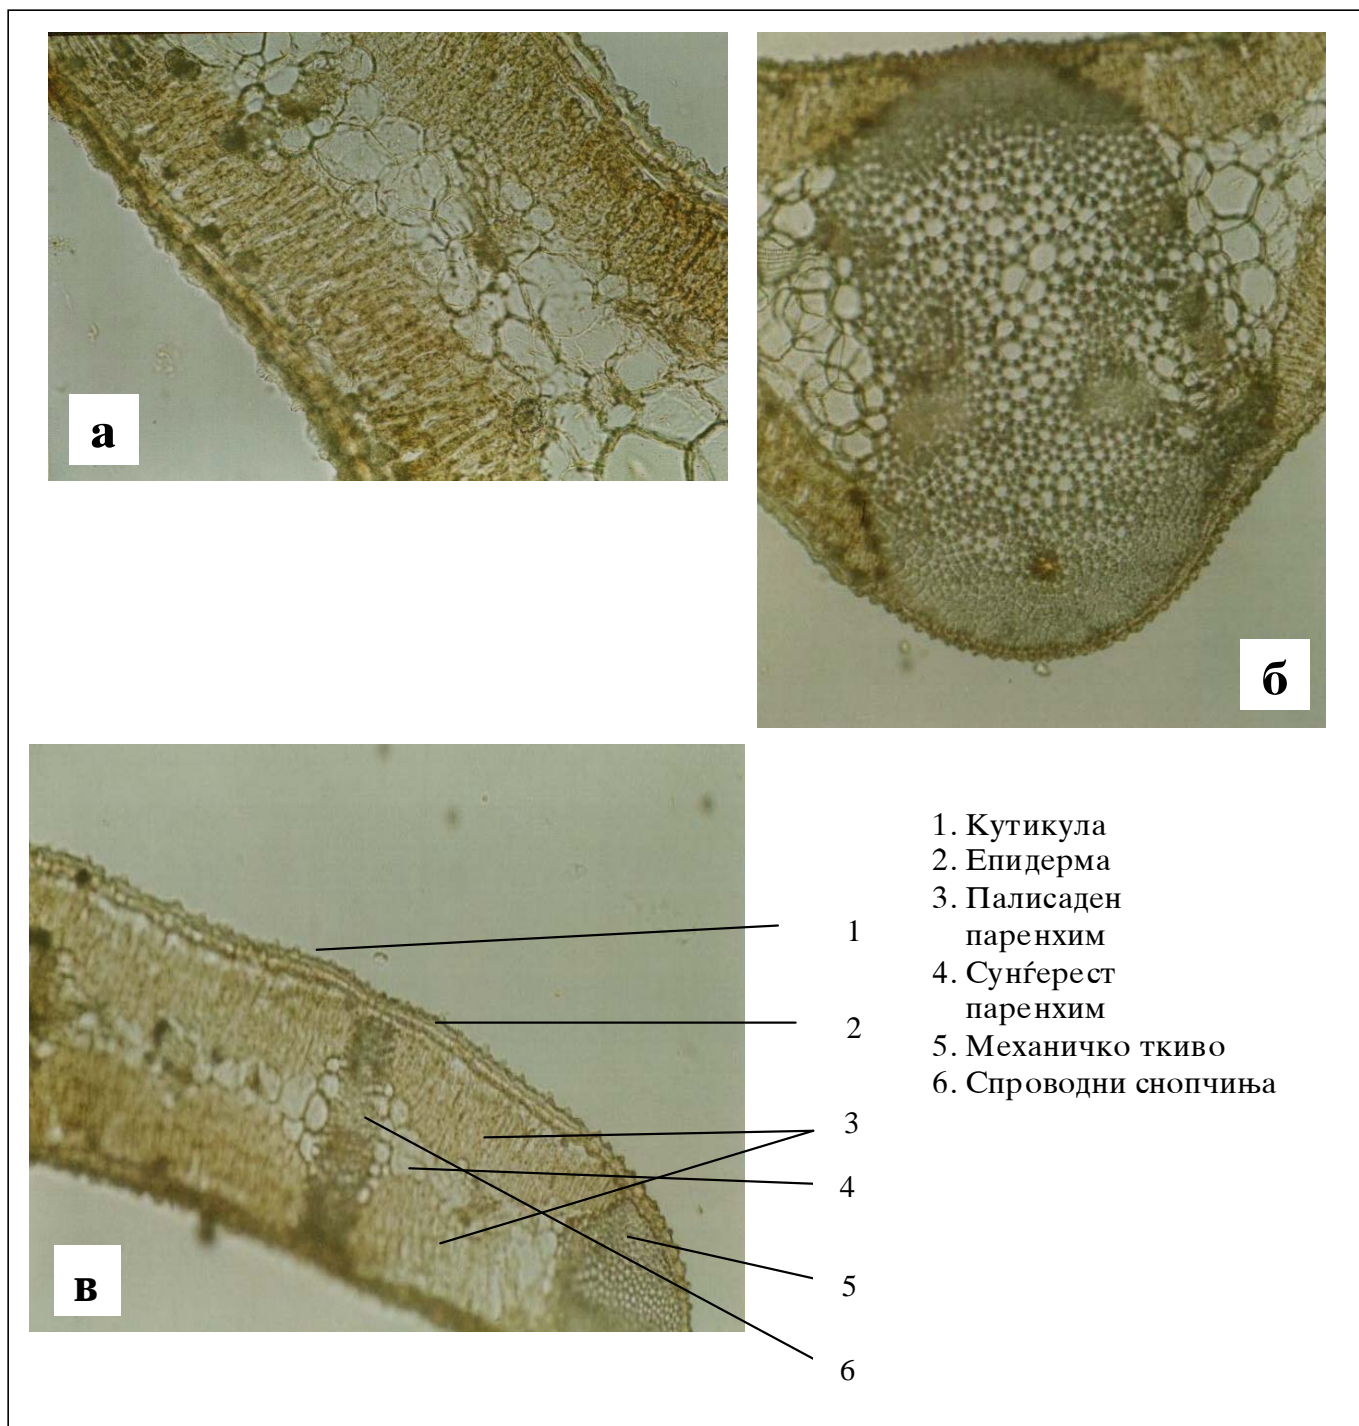 а
б
в
1. Кутикула
2. Епидерма
3. Палисаден
паренхим
4. Сунѓерест
паренхим
5. Механичко ткиво
6. Спроводни снопчиња
1
2
3
4
5
6